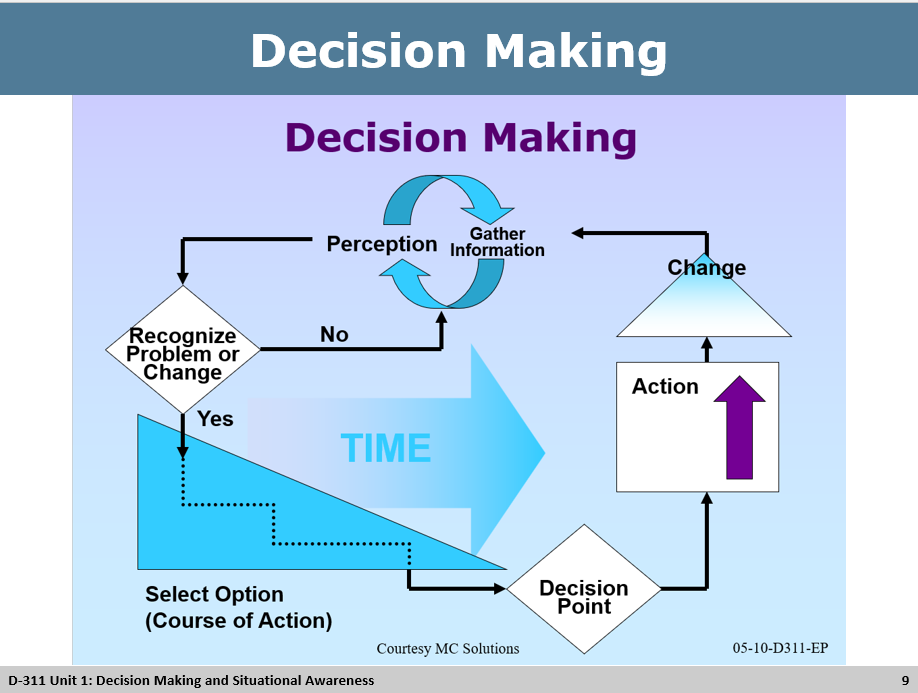 Decision Making
Decision Making
Perception
Gather
Information
Change
Recognize
Problem or
Change
No
Yes
TIME
Action
Select Option
(Course of Action)
Decision
Point
Courtesy MC Solutions
05-10-D311-EP
D-311 Unit 1: Decision Making and Situational Awareness
9